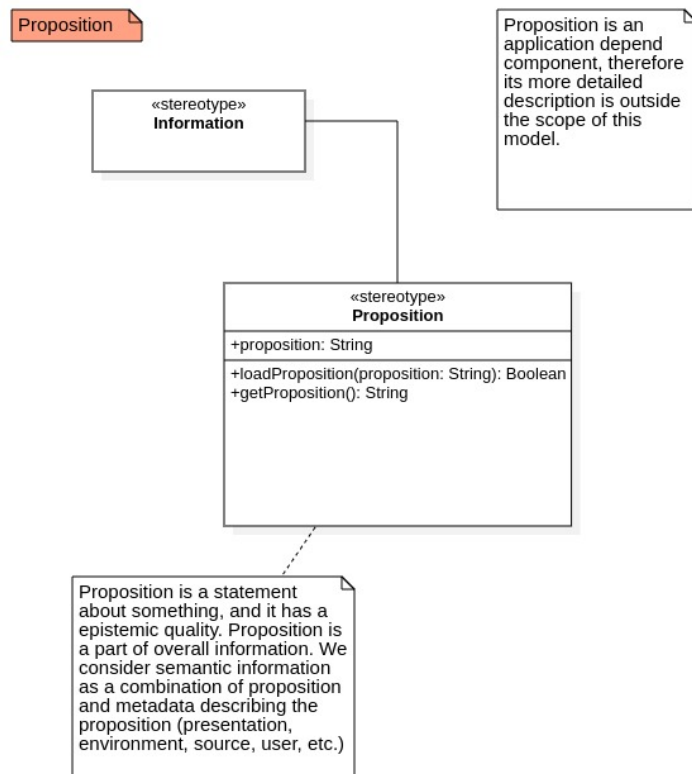 Proposition
Proposition is an
application depend
component, therefore
its more detailed
description is outside
the scope of this
model.
«stereotype»
Information
«stereotype»
Proposition
+proposition: String
+loadProposition(proposition: String): Boolean
+getProposition(): String
Proposition is a statement
about something, and it has a
epistemic quality. Proposition is
a part of overall information. We
consider semantic information
as a combination of proposition
and metadata describing the
proposition (presentation,
environment, source, user, etc.)